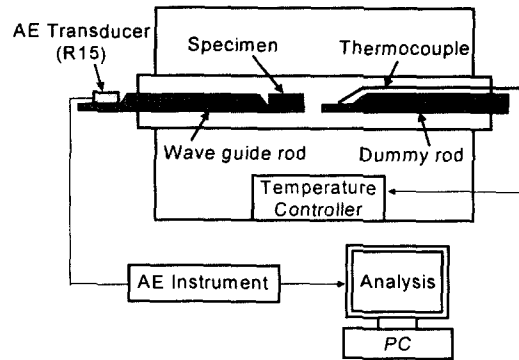 AE Transducer
(R15)
Specimen
Thermocouple
Wave guide rod
Dummy rod
Temperature
Controller
AE Instrument
Analysis
PC